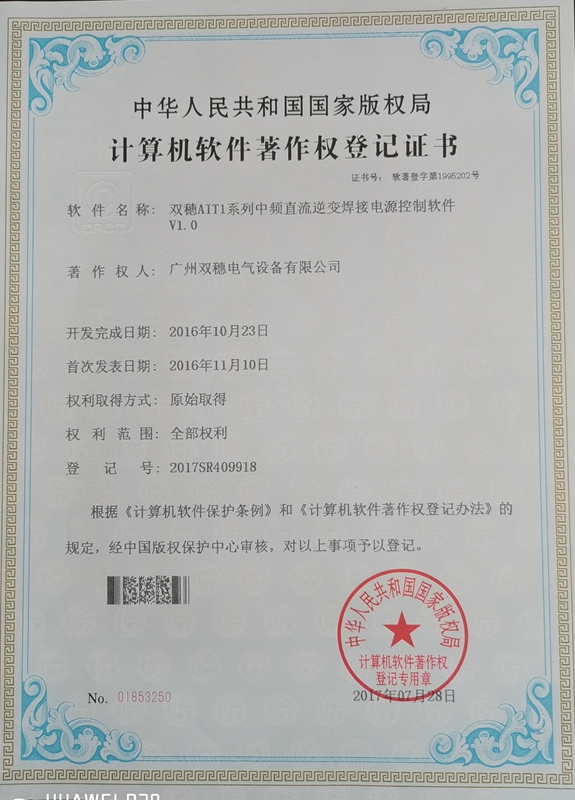 中华人民共和国国家版权局
计算机软件著作权登记证书
证书号： 软著登字第1995202号
软件名称： 双穗AIT1系列中频直流逆变焊接电源控制软件
V1.0
著作权人： 广州双穗电气设备有限公司
开发完成日期： 2016年10月23日
首次发表日期： 2016年11月10日
权利取得方式： 原始取得
权利范围： 全部权利
登记号： 2017SR409918
根据《计算机软件保护条例》和《计算机软件著作权登记办法》的
规定，经中国版权保护中心审核，对以上事项予以登记。
中华人民共和国国家版权局
计算机软件著作权
登记专用章
No. 01853250
2017年07月28日